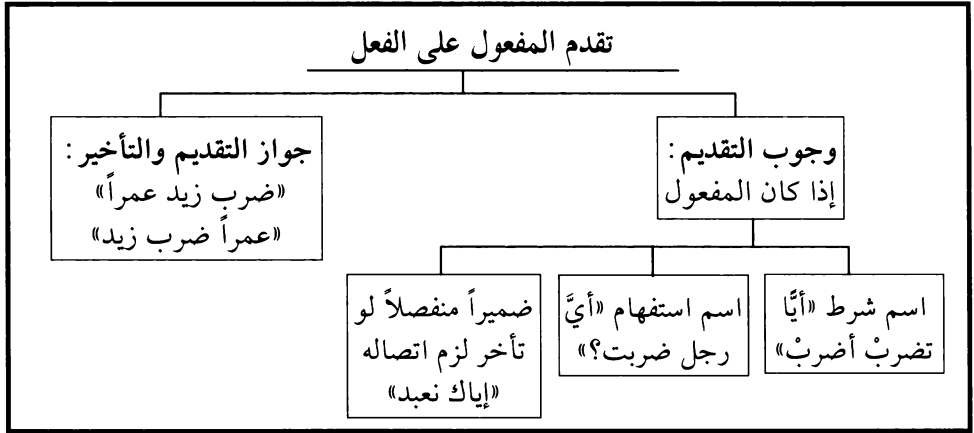 تقدم المفعول على الفعل
وجوب التقديم :
إذا كان المفعول
جواز التقديم والتأخير :
«ضرب زيد عمراً»
«عمراً ضرب زيد»
اسم شرط «أيًّا
تضربْ أضربْ»
اسم استفهام «أيَّ
رجل ضربت؟»
ضميراً منفصلاً لو
تأخر لزم اتصاله
«إياك نعبد»